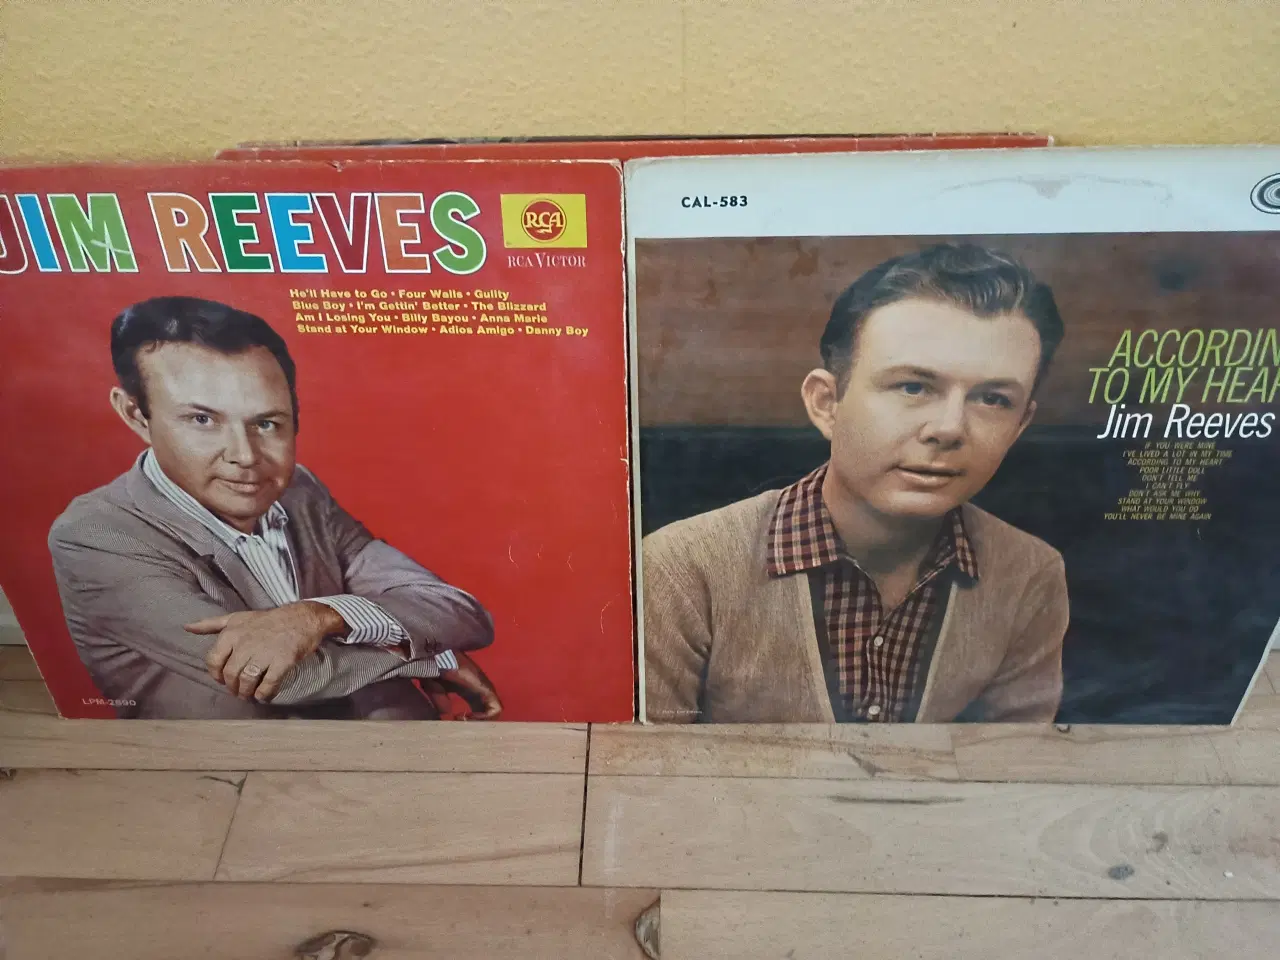 JIM REEVES
RCA
RCA VICTOR
He'll Have to Go • Four Walls • Guilty
Blue Boy • I'm Gettin' Better • The Blizzard
Am I Losing You • Billy Bayou • Anna Marie
Stand at Your Window • Adios Amigo • Danny Boy
LPM-2890
CAL-583
ACCORDIN
TO MY HEAR
Jim Reeves
IF YOU WERE MINE
I'VE LIVED A LOT IN MY TIME
ACCORDING TO MY HEART
POOR LITTLE DOLL
DON'T TELL ME
I CAN'T FLY
DON'T ASK ME WHY
STAND AT YOUR WINDOW
WHAT WOULD YOU DO
YOU'LL NEVER BE MINE AGAIN